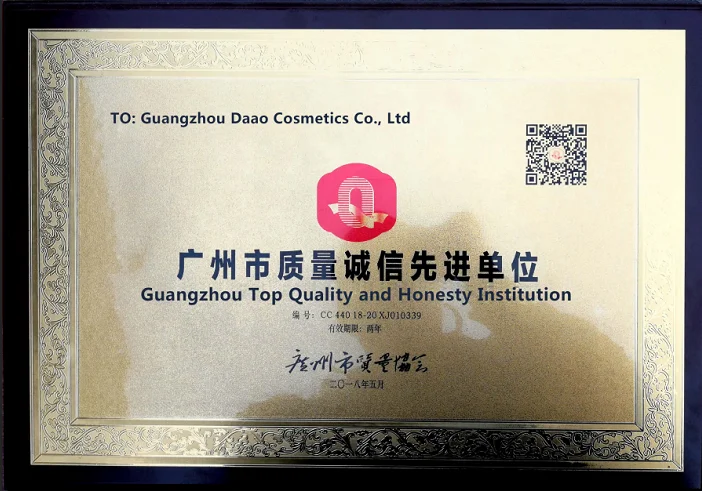 TO: Guangzhou Daao Cosmetics Co., Ltd
广州市质量诚信先进单位
Guangzhou Top Quality and Honesty Institution
编 号: CC 440 18-20 XJ010339
有效期限: 两年
广州市質量協会
二〇一八年五月